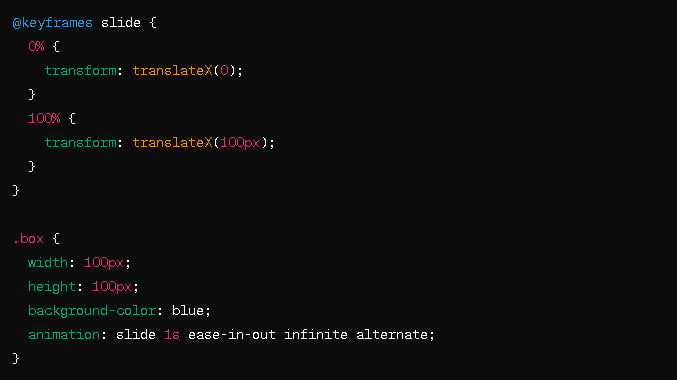 @keyframes slide {
  0% {
    transform: translateX(0);
  }
  100% {
    transform: translateX(100px);
  }
}

.box {
  width: 100px;
  height: 100px;
  background-color: blue;
  animation: slide 1s ease-in-out infinite alternate;
}